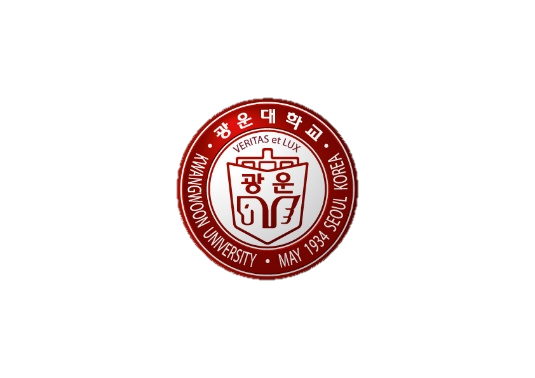 광운대학교
VERITAS et LUX
광운
KWANGWOON UNIVERSITY • MAY 1934 SEOUL KOREA